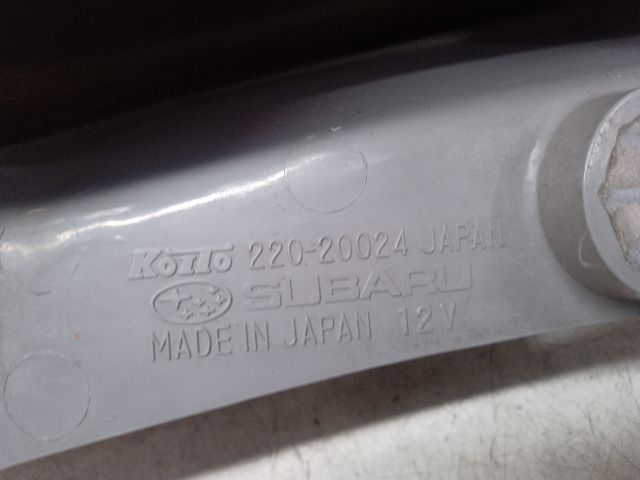 KOITO 220-20024 JAPAN
SUBARU
MADE IN JAPAN 12V